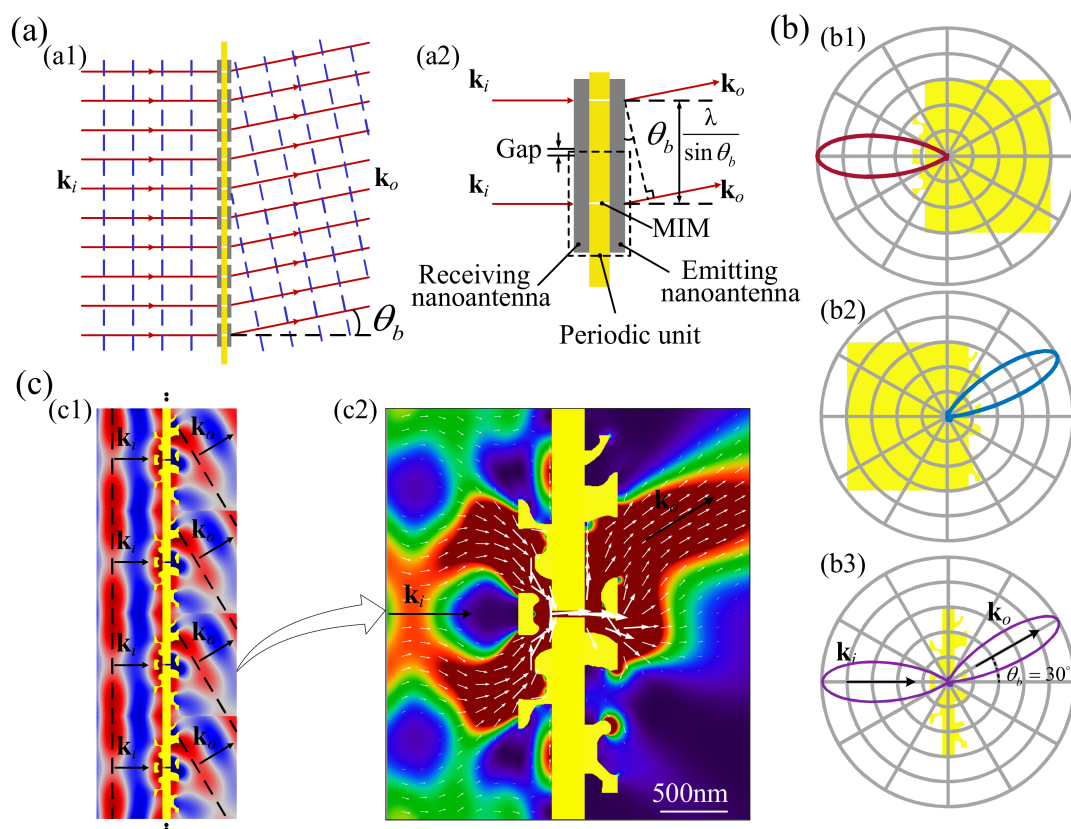 (a)
(a1)
k_i
k_o
θ_b
(a2)
k_i
k_o
Gap
θ_b
λ
sin θ_b
k_i
k_o
MIM
Receiving
nanoantenna
Emitting
nanoantenna
Periodic unit
(b)
(b1)
(b2)
(b3)
k_i
k_o
θ_b = 30°
(c)
(c1)
k_i
k_o
k_i
k_o
k_i
k_o
k_i
k_o
(c2)
k_i
k_o
500nm